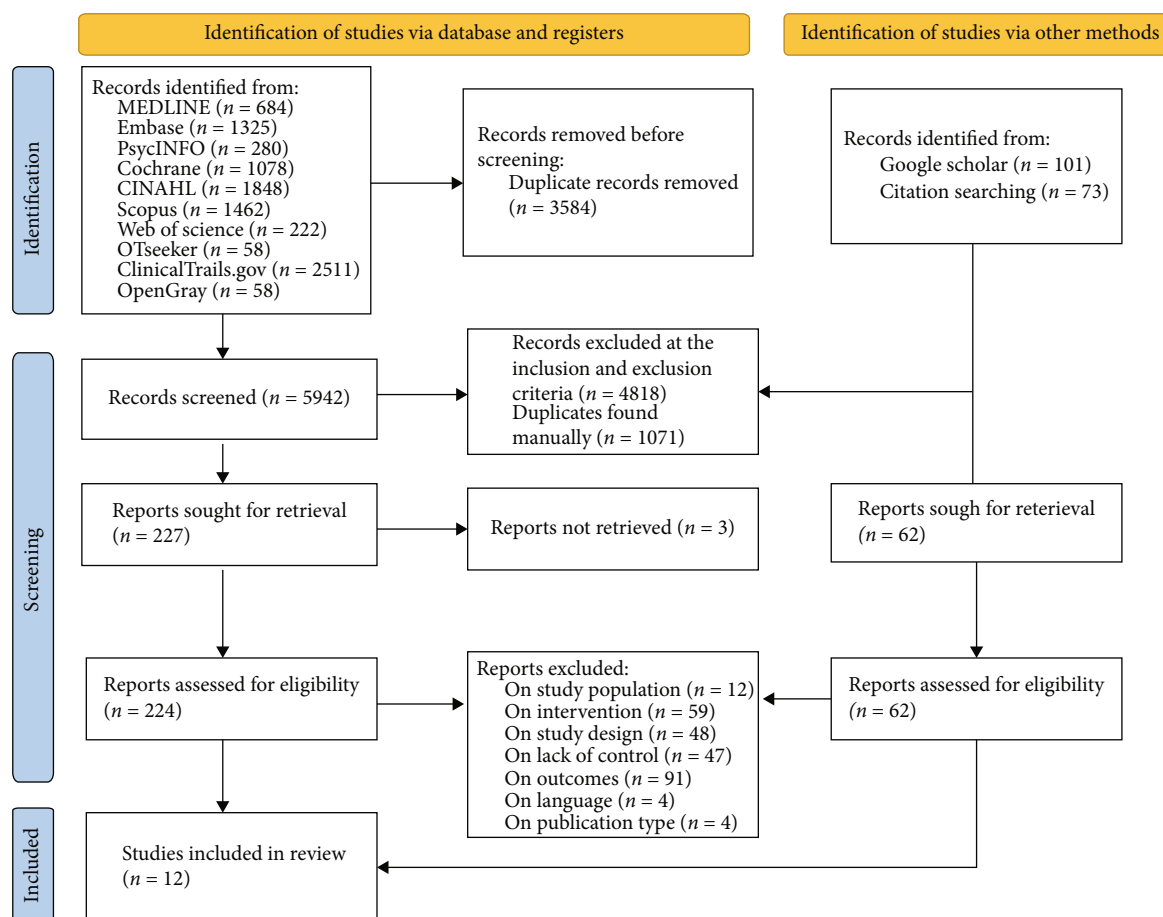 Identification of studies via database and registers
Identification of studies via other methods
Identification
Records identified from:
MEDLINE (n = 684)
Embase (n = 1325)
PsycINFO (n = 280)
Cochrane (n = 1078)
CINAHL (n = 1848)
Scopus (n = 1462)
Web of science (n = 222)
OTseeker (n = 58)
ClinicalTrails.gov (n = 2511)
OpenGray (n = 58)
Records removed before
screening:
Duplicate records removed
(n = 3584)
Records identified from:
Google scholar (n = 101)
Citation searching (n = 73)
Screening
Records screened (n = 5942)
Records excluded at the
inclusion and exclusion
criteria (n = 4818)
Duplicates found
manually (n = 1071)
Reports sought for retrieval
(n = 227)
Reports not retrieved (n = 3)
Reports sough for reterieval
(n = 62)
Reports assessed for eligibility
(n = 224)
Reports excluded:
On study population (n = 12)
On intervention (n = 59)
On study design (n = 48)
On lack of control (n = 47)
On outcomes (n = 91)
On language (n = 4)
On publication type (n = 4)
Reports assessed for eligibility
(n = 62)
Included
Studies included in review
(n = 12)